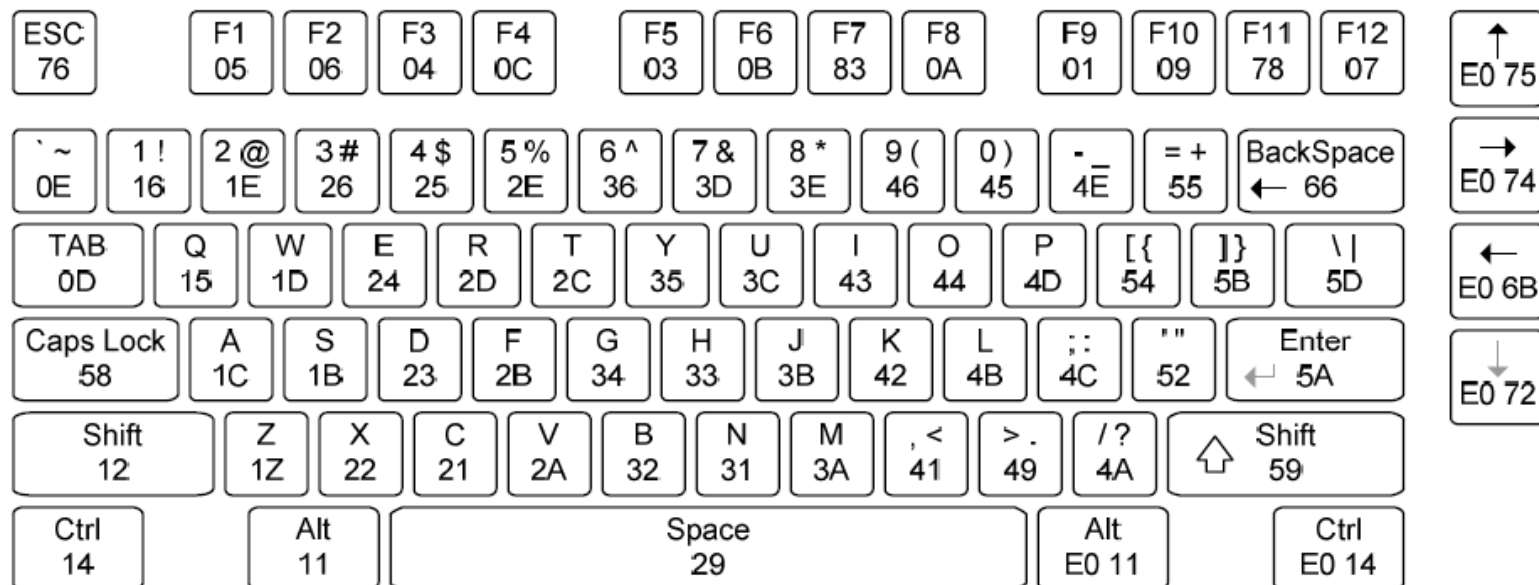 ESC F1 F2 F3 F4 F5 F6 F7 F8 F9 F10 F11 F12 ↑
76 05 06 04 0C 03 0B 83 0A 01 09 78 07 E0 75
` ~ 1 ! 2 @ 3 # 4 $ 5 % 6 ^ 7 & 8 * 9 ( 0 ) - _ = + BackSpace →
0E 16 1E 26 25 2E 36 3D 3E 46 45 4E 55 ← 66 E0 74
TAB Q W E R T Y U I O P [ { ] } \ | ←
0D 15 1D 24 2D 2C 35 3C 43 44 4D 54 5B 5D E0 6B
Caps Lock A S D F G H J K L ; : ' " Enter ↓
58 1C 1B 23 2B 34 33 3B 42 4B 4C 52 ↵ 5A E0 72
Shift Z X C V B N M , < > . / ? ⇧ Shift
12 1Z 22 21 2A 32 31 3A 41 49 4A 59
Ctrl Alt Space Alt Ctrl
14 11 29 E0 11 E0 14